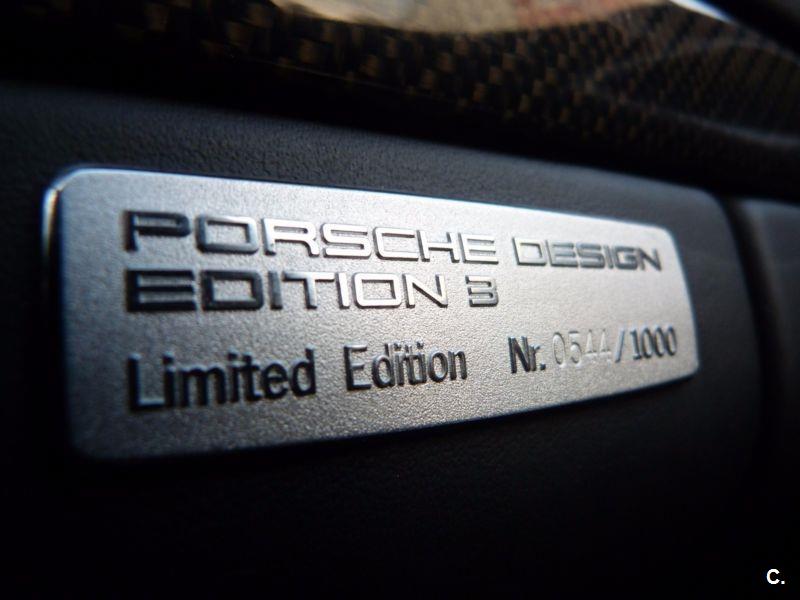 PORSCHE DESIGN
EDITION 3
Limited Edition Nr. 0544/1000
C.